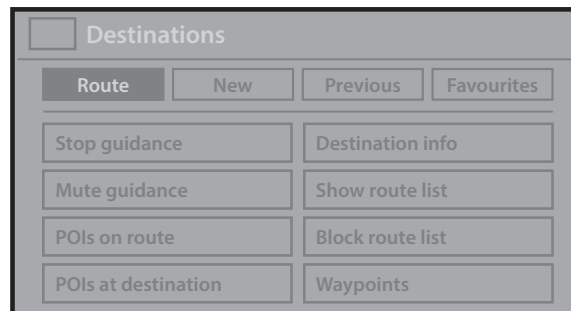 Destinations
Route New Previous Favourites
Stop guidance Destination info
Mute guidance Show route list
POIs on route Block route list
POIs at destination Waypoints